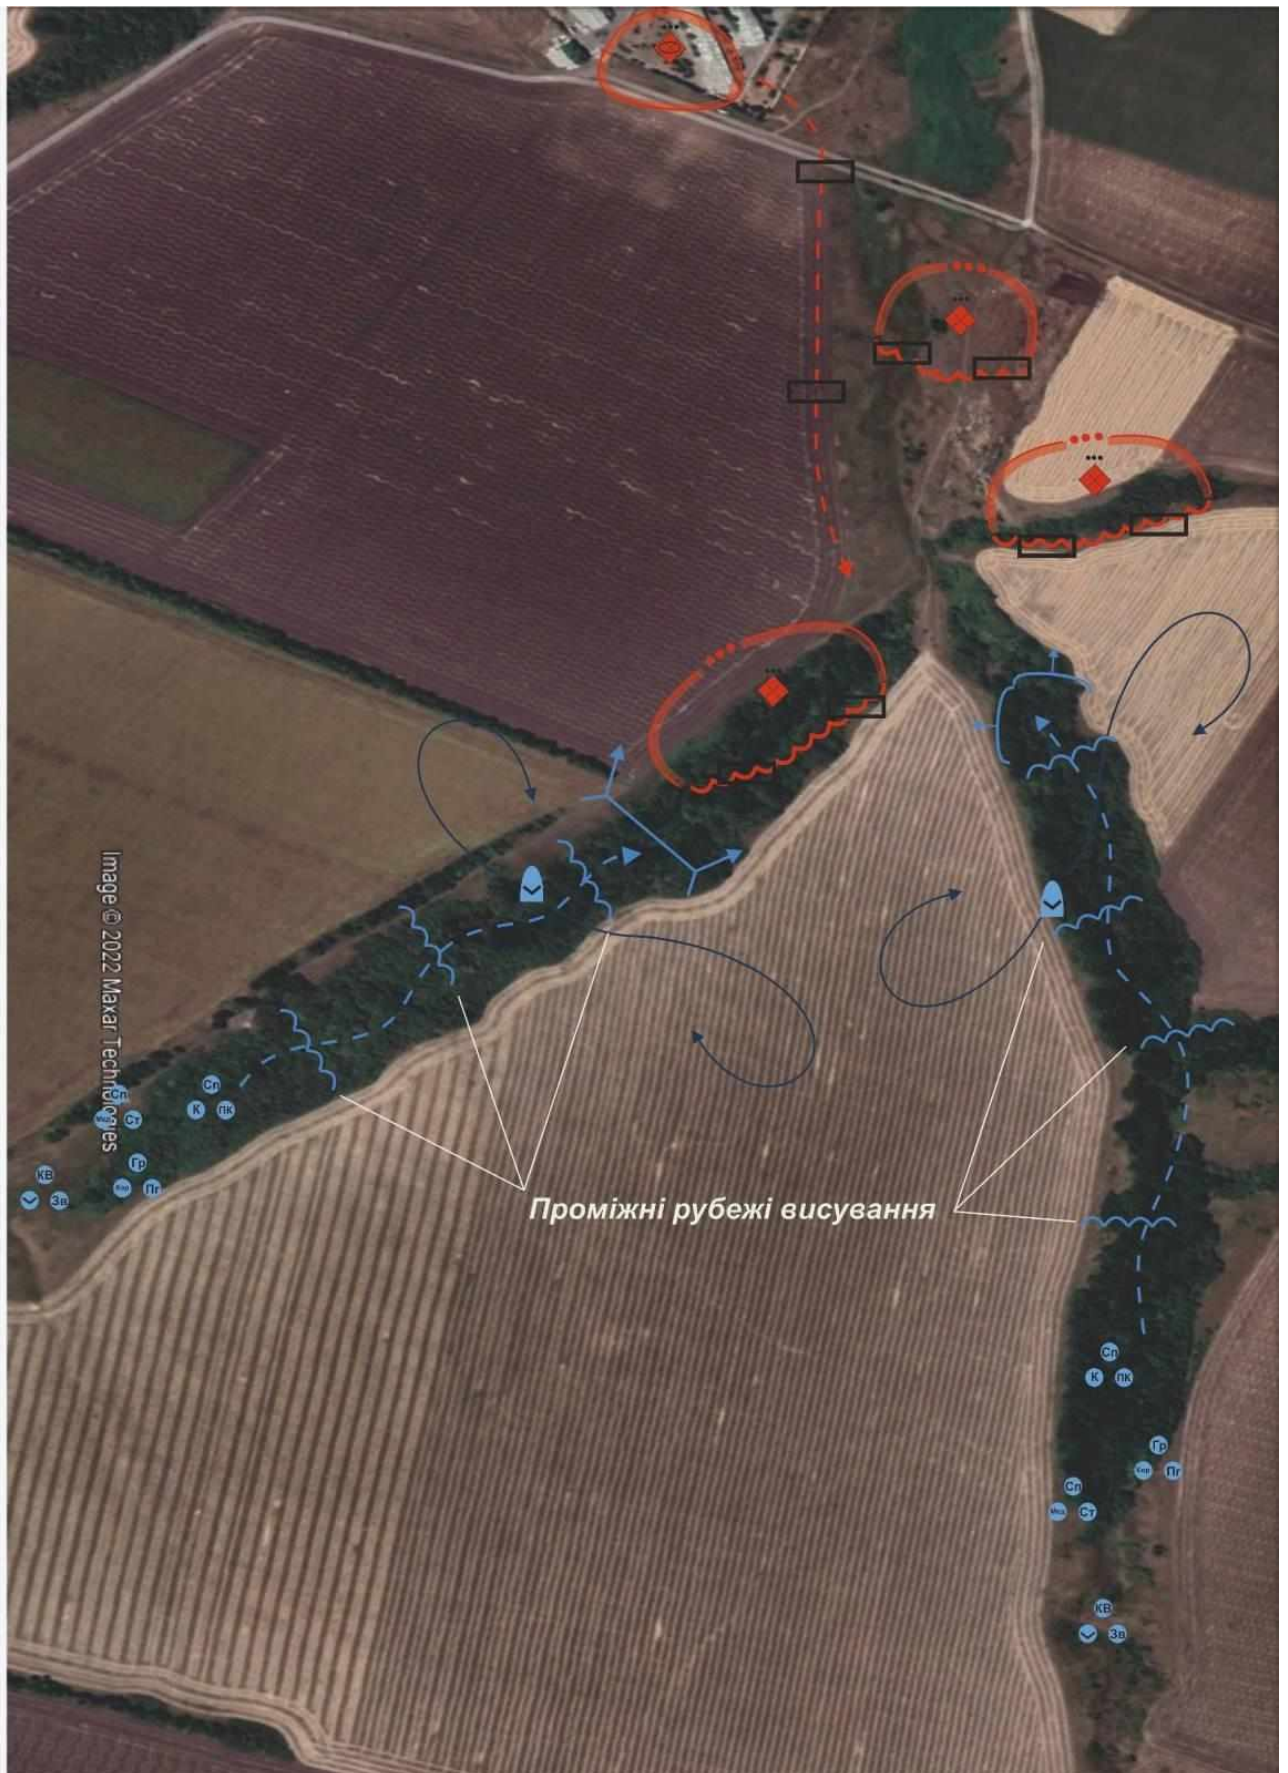 Image © 2022 Maxar Technologies
Сп
К
ПК
Сп
Ст
Гр
Пг
КВ
Зв
Проміжні рубежі висування
Сп
К
ПК
Гр
Пг
Сп
Ст
КВ
Зв